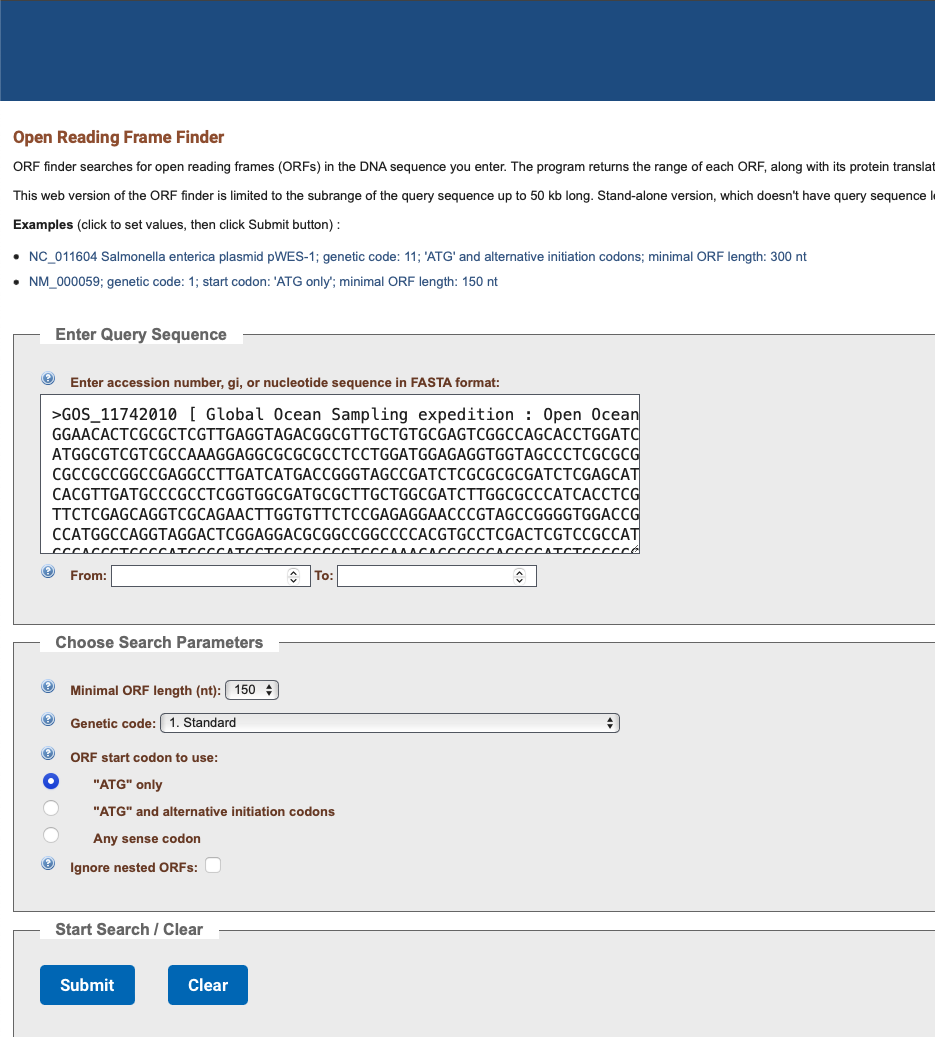 Open Reading Frame Finder
ORF finder searches for open reading frames (ORFs) in the DNA sequence you enter. The program returns the range of each ORF, along with its protein translat
This web version of the ORF finder is limited to the subrange of the query sequence up to 50 kb long. Stand-alone version, which doesn't have query sequence
Examples (click to set values, then click Submit button) :
NC_011604 Salmonella enterica plasmid pWES-1; genetic code: 11; 'ATG' and alternative initiation codons; minimal ORF length: 300 nt
NM_000059; genetic code: 1; start codon: 'ATG only'; minimal ORF length: 150 nt
Enter Query Sequence
Enter accession number, gi, or nucleotide sequence in FASTA format:
>GOS_11742010 [ Global Ocean Sampling expedition : Open Ocean
GGAACACTCGCGCTCGTTGAGGTAGACGGCGTTGCTGTGCGAGTCGGCCAGCACCTGGATC
ATGGCGTCGTCGCCAAAGGAGGCGCGCGCCTCCTGGATGGAGAGGTGGTAGCCCTCGCGCG
CGCCGCCGGCCGAGGCCTTGATCATGACCGGGTAGCCGATCTCGCGCGCGATCTCGAGCAT
CACGTTGATGCCCGCCTCGGTGGCGATGCGCTTGCTGGCGATCTTGGCGCCCATCACCTCG
TTCTCGAGCAGGTCGCAGAACTTGGTGTTCTCCGAGAGGAACCCGTAGCCGGGGTGGACCG
CCATGGCCAGGTAGGACTCGGAGGACGCGGCCGGCCCCACGTGCCTCGACTCGTCCGCCAT
From: To:
Choose Search Parameters
Minimal ORF length (nt): 150
Genetic code: 1. Standard
ORF start codon to use:
"ATG" only
"ATG" and alternative initiation codons
Any sense codon
Ignore nested ORFs:
Start Search / Clear
Submit Clear